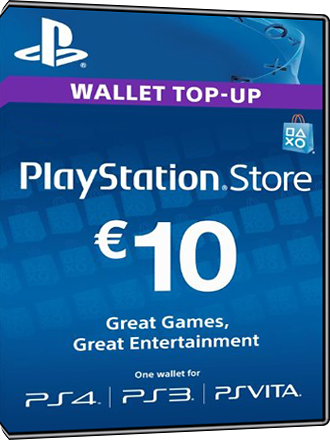 WALLET TOP-UP
PlayStation.Store
€10
Great Games,
Great Entertainment
One wallet for
PS4 | PS3 | PSVITA